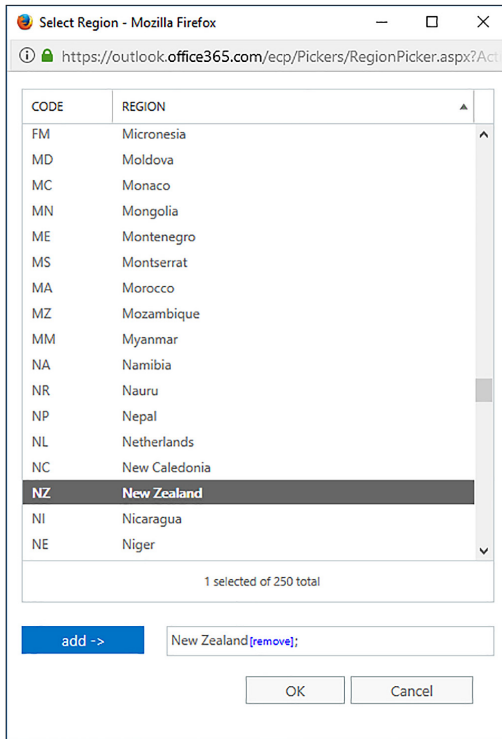 Select Region - Mozilla Firefox
https://outlook.office365.com/ecp/Pickers/RegionPicker.aspx?Act
CODE REGION
FM Micronesia
MD Moldova
MC Monaco
MN Mongolia
ME Montenegro
MS Montserrat
MA Morocco
MZ Mozambique
MM Myanmar
NA Namibia
NR Nauru
NP Nepal
NL Netherlands
NC New Caledonia
NZ New Zealand
NI Nicaragua
NE Niger
1 selected of 250 total
add -> New Zealand[remove];
OK Cancel